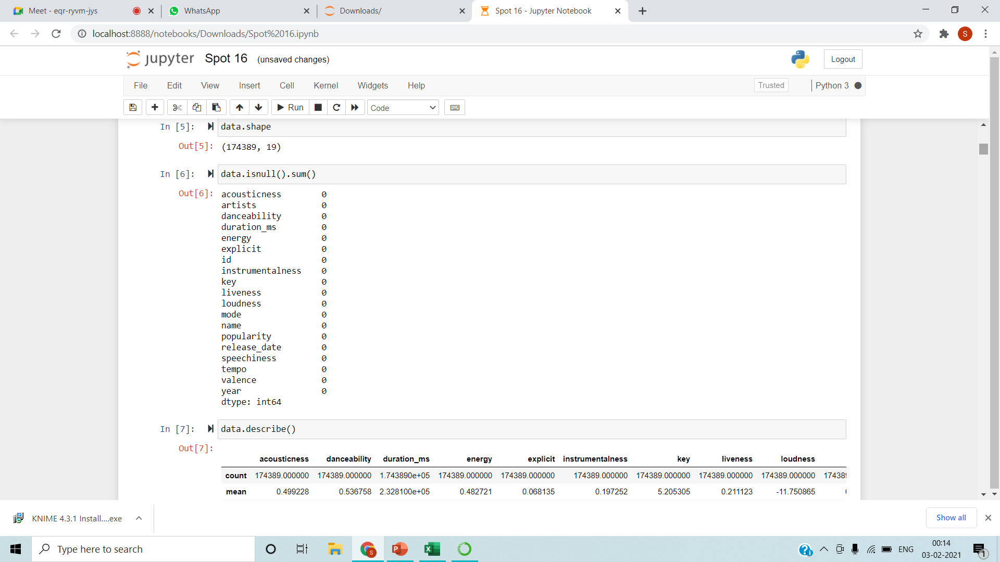 Meet - eqr-ryvm-jys
WhatsApp
Downloads/
Spot 16 - Jupyter Notebook
localhost:8888/notebooks/Downloads/Spot%2016.ipynb
S
jupyter Spot 16 (unsaved changes)
Logout
File Edit View Insert Cell Kernel Widgets Help
Trusted
Python 3
Run
Code
In [5]: data.shape
Out[5]: (174389, 19)
In [6]: data.isnull().sum()
Out[6]: acousticness 0
artists 0
danceability 0
duration_ms 0
energy 0
explicit 0
id 0
instrumentalness 0
key 0
liveness 0
loudness 0
mode 0
name 0
popularity 0
release_date 0
speechiness 0
tempo 0
valence 0
year 0
dtype: int64
In [7]: data.describe()
Out[7]:
acousticness danceability duration_ms energy explicit instrumentalness key liveness loudness
count 174389.000000 174389.000000 1.743890e+05 174389.000000 174389.000000 174389.000000 174389.000000 174389.000000 174389.000000 17438
mean 0.499228 0.536758 2.328100e+05 0.482721 0.068135 0.197252 5.205305 0.211123 -11.750865
KNIME 4.3.1 Install....exe
Show all
Type here to search
ENG
00:14
03-02-2021
1